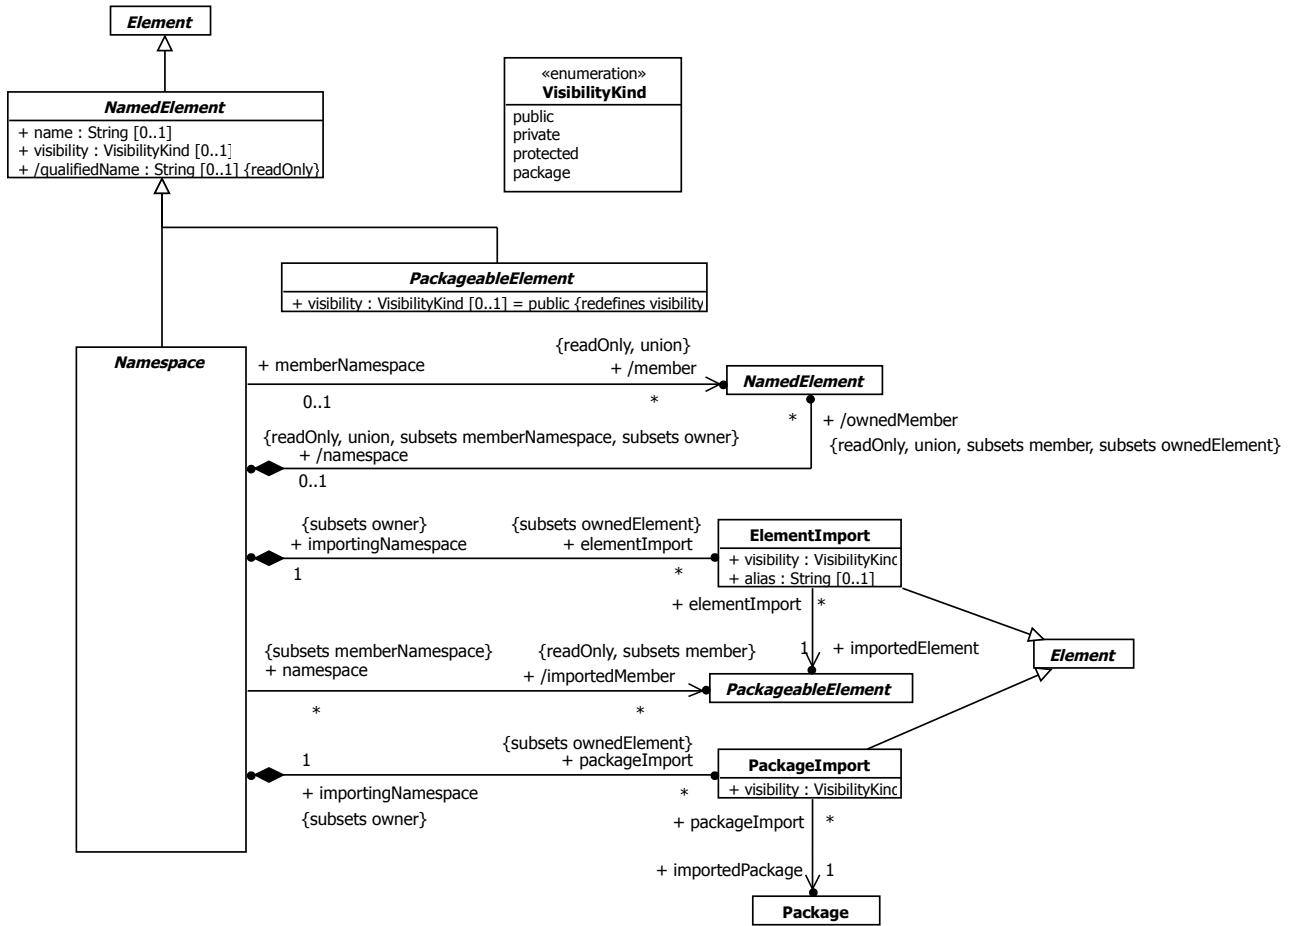 Element
«enumeration»
VisibilityKind
public
private
protected
package
NamedElement
+ name : String [0..1]
+ visibility : VisibilityKind [0..1]
+ /qualifiedName : String [0..1] {readOnly}
PackageableElement
+ visibility : VisibilityKind [0..1] = public {redefines visibility
Namespace
{readOnly, union}
+ memberNamespace
+ /member
NamedElement
0..1
*
*
+ /ownedMember
{readOnly, union, subsets memberNamespace, subsets owner}
{readOnly, union, subsets member, subsets ownedElement}
+ /namespace
0..1
{subsets owner}
{subsets ownedElement}
+ importingNamespace
+ elementImport
1
*
ElementImport
+ visibility : VisibilityKind
+ alias : String [0..1]
+ elementImport
*
1
+ importedElement
Element
{subsets memberNamespace}
{readOnly, subsets member}
+ namespace
+ /importedMember
*
*
PackageableElement
{subsets ownedElement}
1
+ packageImport
+ importingNamespace
*
{subsets owner}
PackageImport
+ visibility : VisibilityKind
+ packageImport
*
+ importedPackage
1
Package